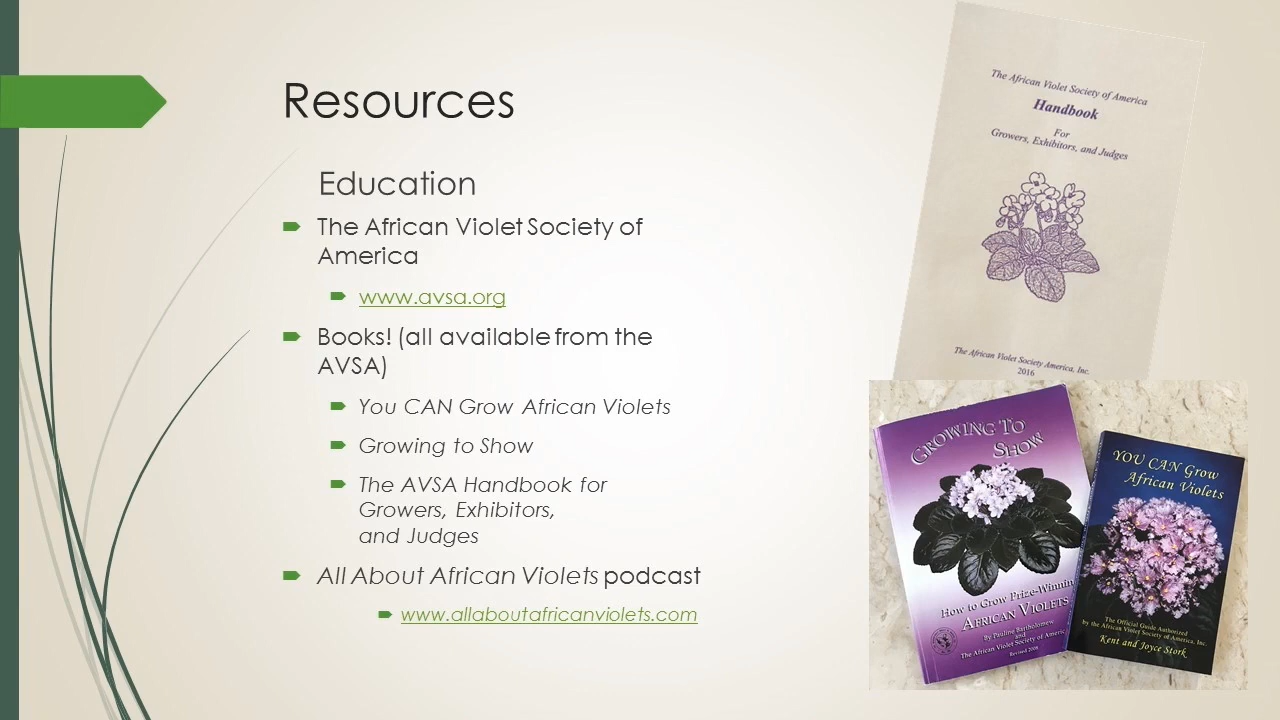 Resources
Education
The African Violet Society of
America
www.avsa.org
Books! (all available from the
AVSA)
You CAN Grow African Violets
Growing to Show
The AVSA Handbook for
Growers, Exhibitors,
and Judges
All About African Violets podcast
www.allaboutafricanviolets.com
The African Violet Society of America
Handbook
For
Growers, Exhibitors, and Judges
The African Violet Society America, Inc.
2016
GROWING TO
SHOW
How to Grow Prize-Winnin
AFRICAN VIOLETS
By Pauline Bartholomew
and
The African Violet Society of Americ
Revised 2008
YOU CAN Grow
African Violets
The Official Guide Authorized
by the African Violet Society of America, Inc.
Kent and Joyce Stork